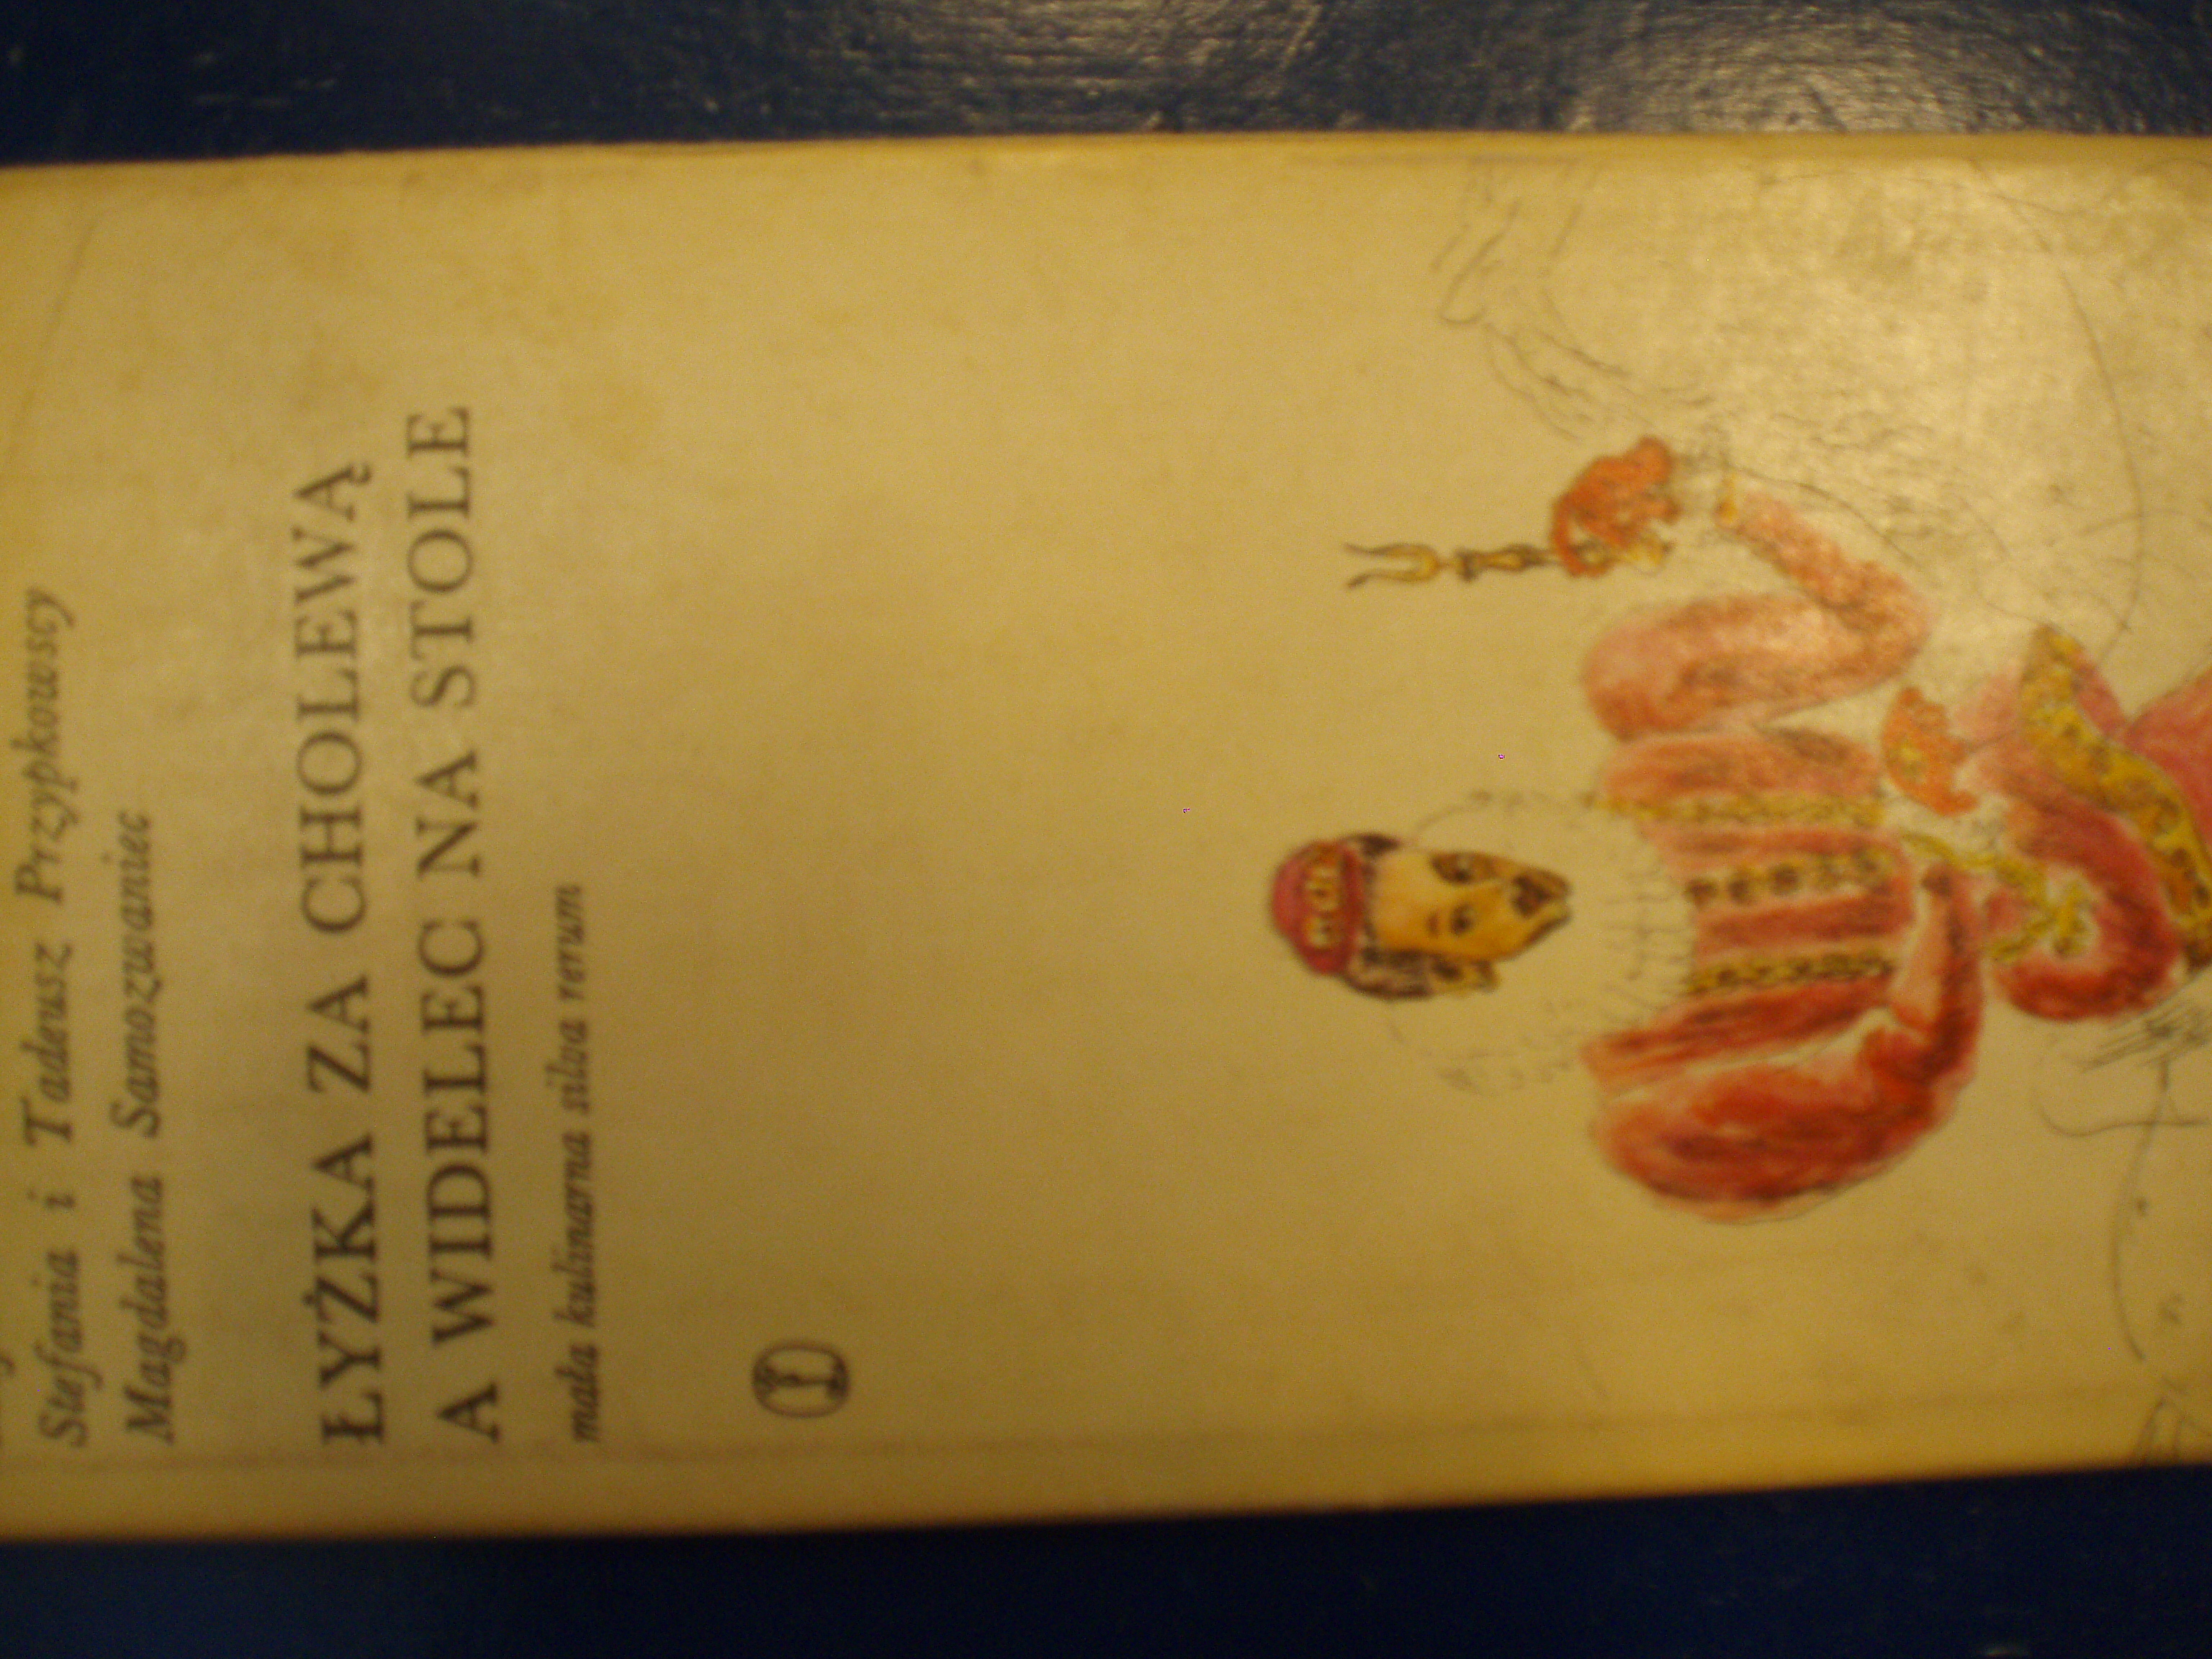 Stefania i Tadeusz Przypkowscy
Magdalena Samozwaniec
ŁYŻKA ZA CHOLEWĄ
A WIDELEC NA STOLE
mała kulinarna silva rerum